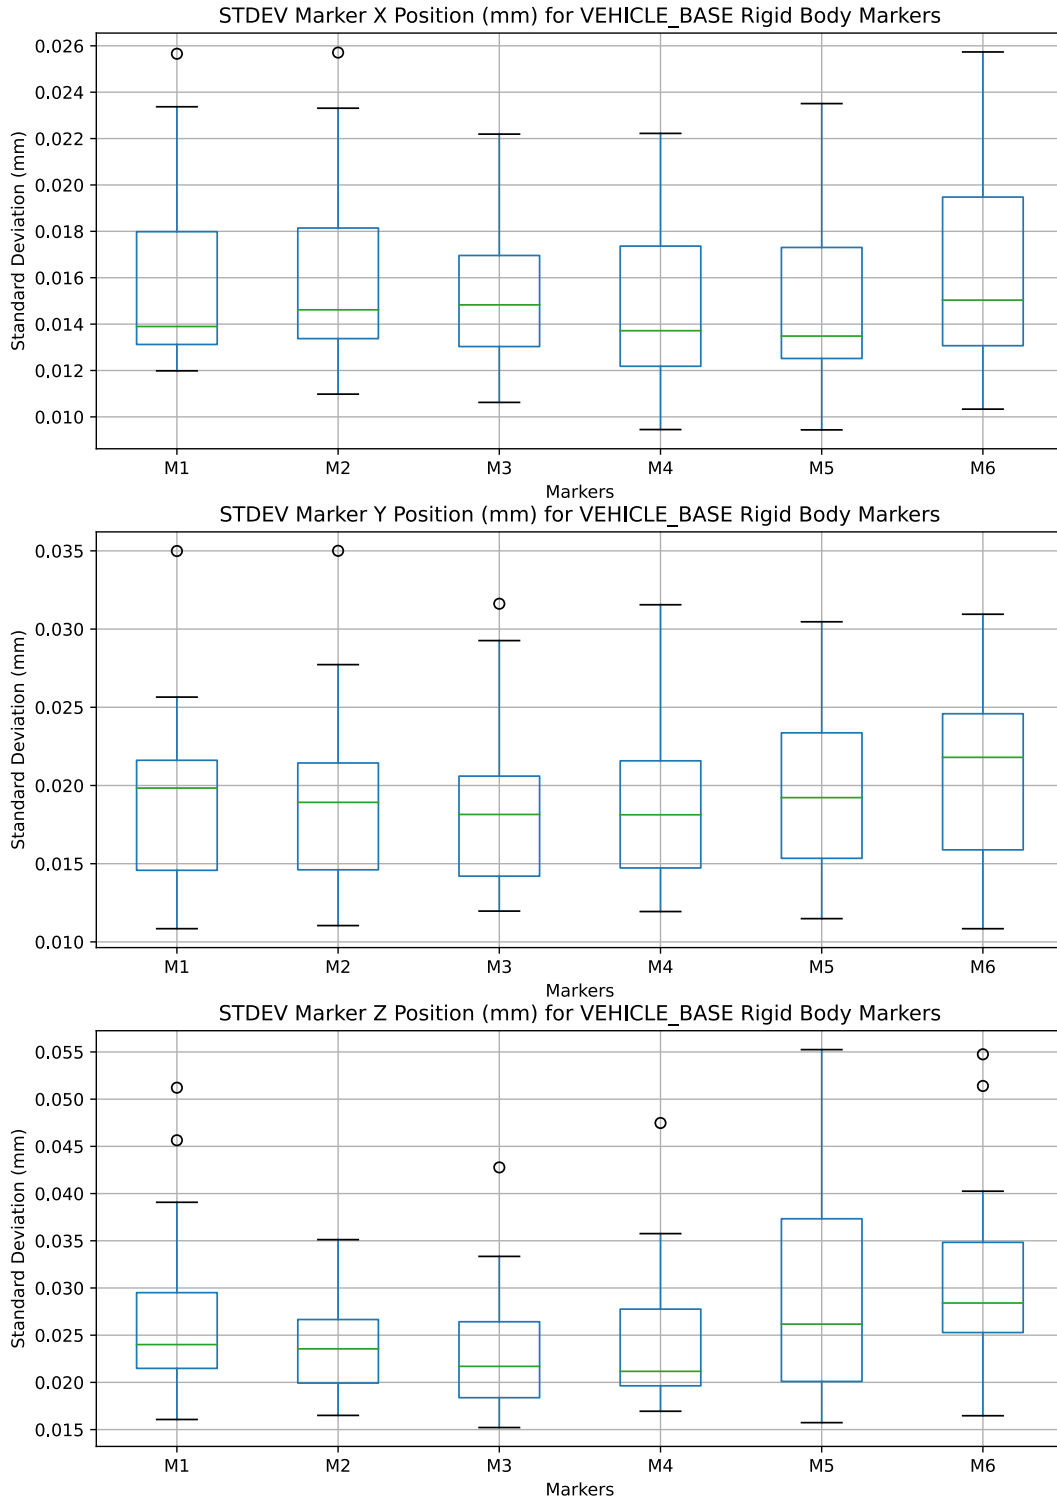 STDEV Marker X Position (mm) for VEHICLE_BASE Rigid Body Markers
Standard Deviation (mm)
0.026
0.024
0.022
0.020
0.018
0.016
0.014
0.012
0.010
M1 M2 M3 M4 M5 M6
Markers
STDEV Marker Y Position (mm) for VEHICLE_BASE Rigid Body Markers
Standard Deviation (mm)
0.035
0.030
0.025
0.020
0.015
0.010
M1 M2 M3 M4 M5 M6
Markers
STDEV Marker Z Position (mm) for VEHICLE_BASE Rigid Body Markers
Standard Deviation (mm)
0.055
0.050
0.045
0.040
0.035
0.030
0.025
0.020
0.015
M1 M2 M3 M4 M5 M6
Markers